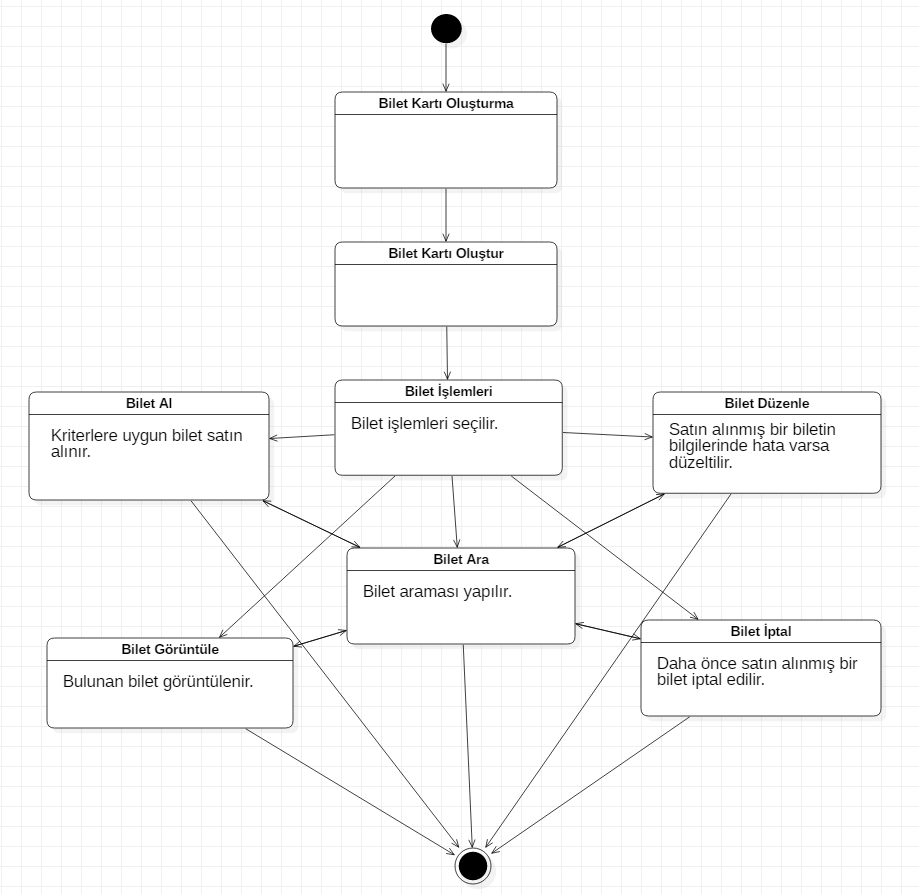 Bilet Kartı Oluşturma
Bilet Kartı Oluştur
Bilet İşlemleri
Bilet işlemleri seçilir.
Bilet Al
Kriterlere uygun bilet satın
alınır.
Bilet Düzenle
Satın alınmış bir biletin
bilgilerinde hata varsa
düzeltilir.
Bilet Ara
Bilet araması yapılır.
Bilet Görüntüle
Bulunan bilet görüntülenir.
Bilet İptal
Daha önce satın alınmış bir
bilet iptal edilir.